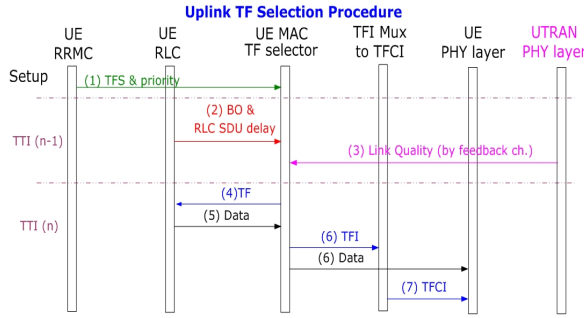 Uplink TF Selection Procedure
UE
RRMC
UE
RLC
UE MAC
TF selector
TFI Mux
to TFCI
UE
PHY layer
UTRAN
PHY layer
Setup
(1) TFS & priority
(2) BO &
RLC SDU delay
TTI (n-1)
(3) Link Quality (by feedback ch.)
(4)TF
(5) Data
TTI (n)
(6) TFI
(6) Data
(7) TFCI